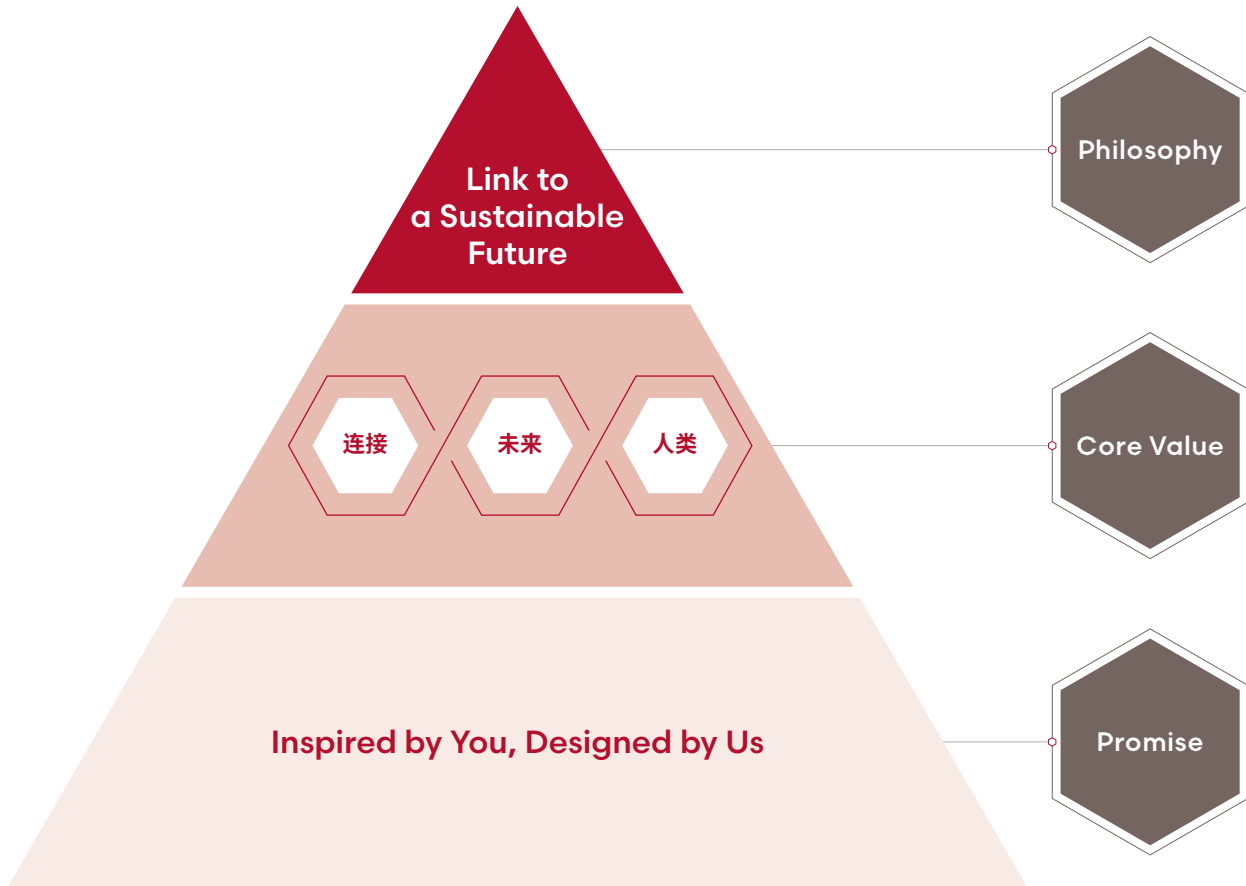 Link to
a Sustainable
Future
Philosophy
连接
未来
人类
Core Value
Inspired by You, Designed by Us
Promise